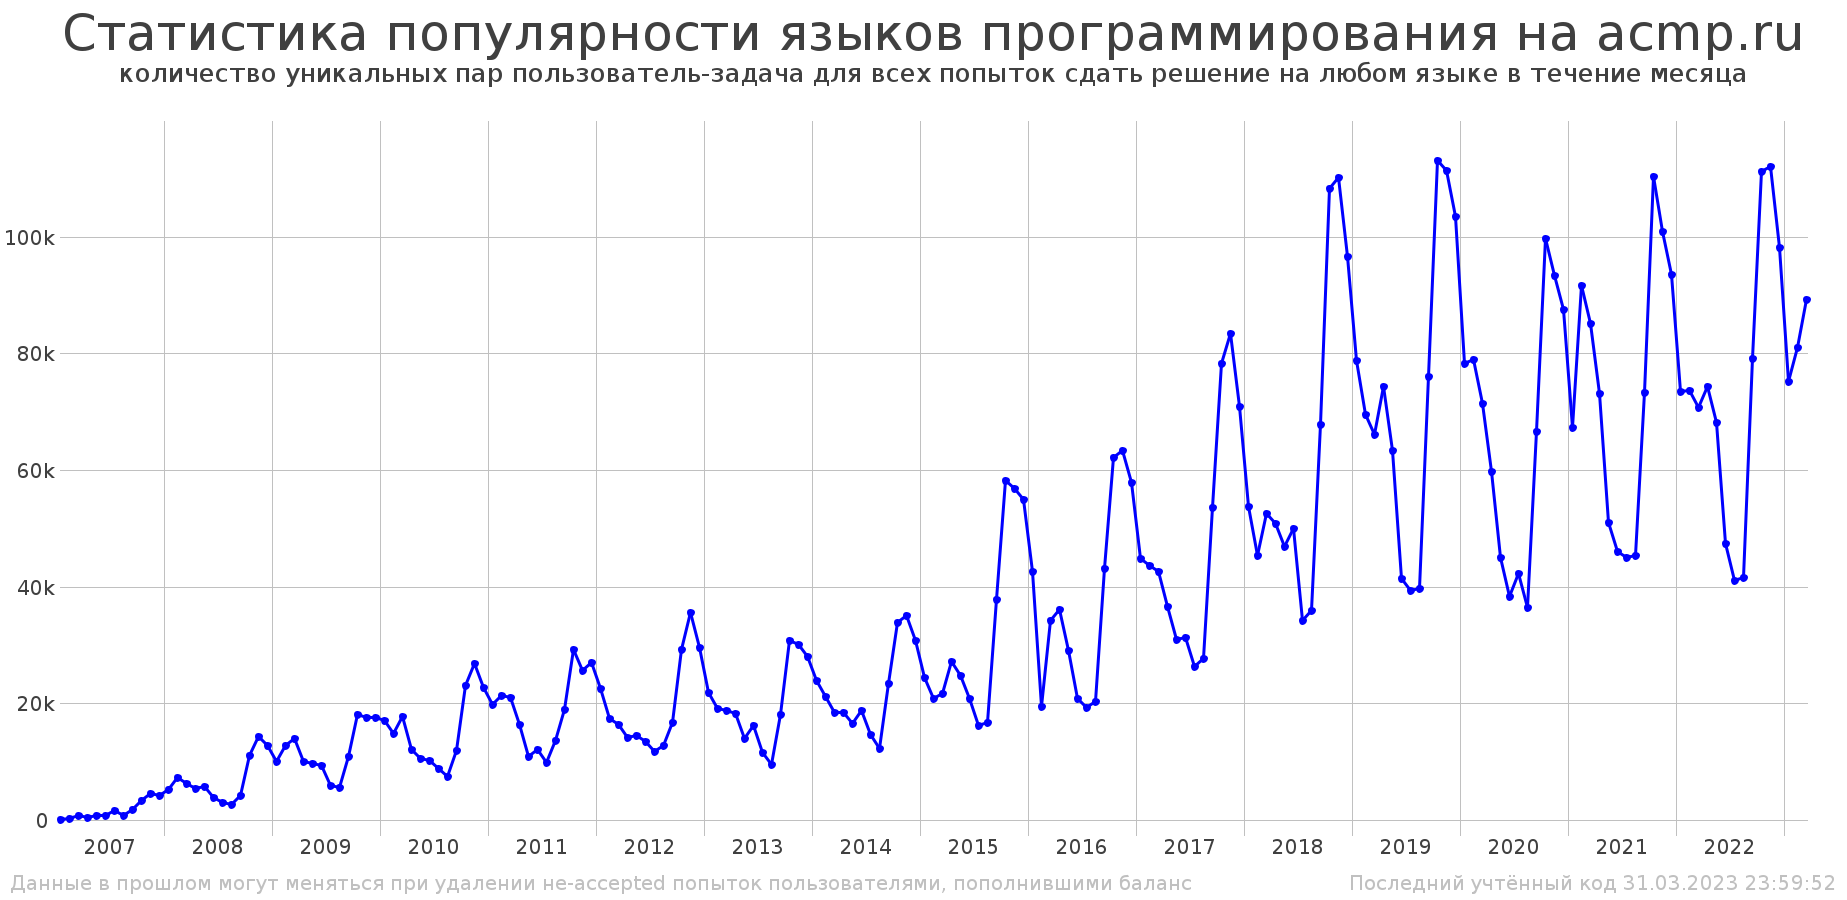 Статистика популярности языков программирования на acmp.ru
количество уникальных пар пользователь-задача для всех попыток сдать решение на любом языке в течение месяца
100k
80k
60k
40k
20k
0
2007 2008 2009 2010 2011 2012 2013 2014 2015 2016 2017 2018 2019 2020 2021 2022
Данные в прошлом могут меняться при удалении не-accepted попыток пользователями, пополнившими баланс
Последний учтённый код 31.03.2023 23:59:52